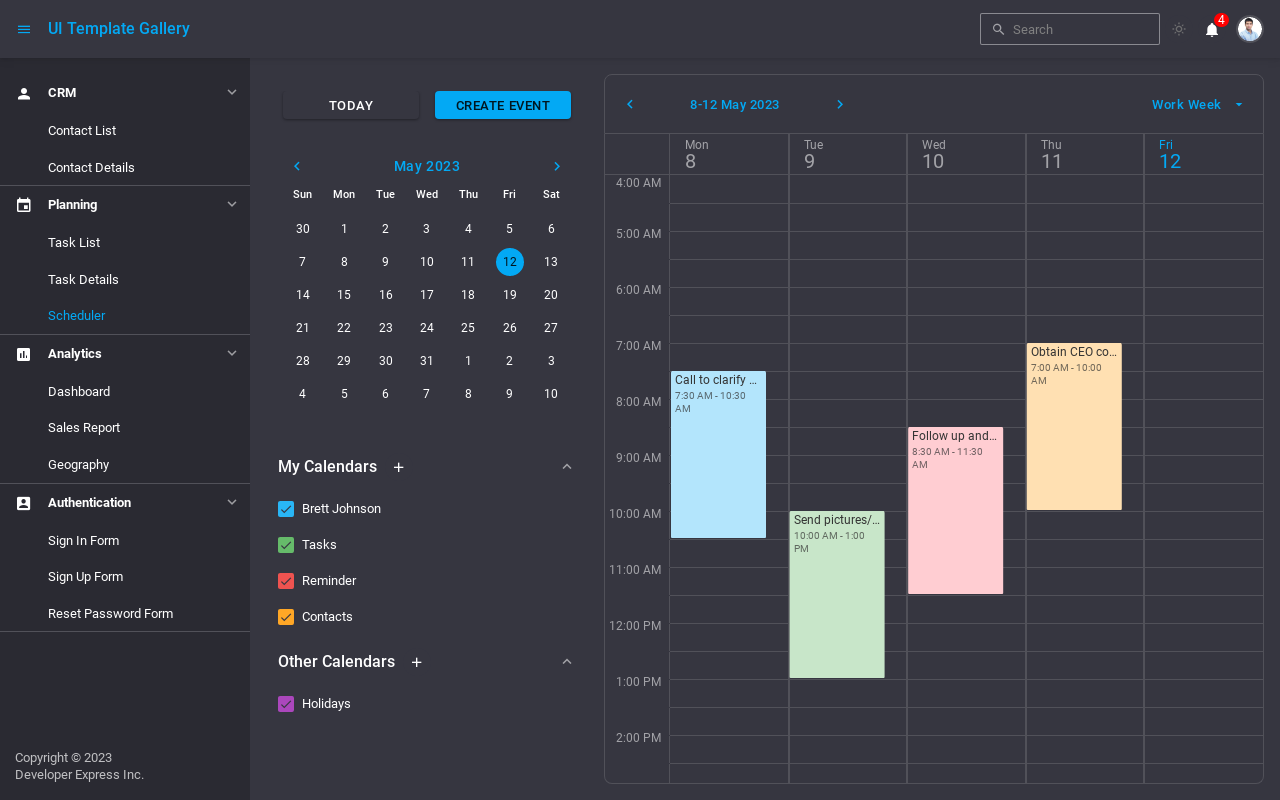 UI Template Gallery
Search
4
CRM
Contact List
Contact Details
Planning
Task List
Task Details
Scheduler
Analytics
Dashboard
Sales Report
Geography
Authentication
Sign In Form
Sign Up Form
Reset Password Form
Copyright © 2023
Developer Express Inc.
TODAY
CREATE EVENT
May 2023
Sun Mon Tue Wed Thu Fri Sat
30 1 2 3 4 5 6
7 8 9 10 11 12 13
14 15 16 17 18 19 20
21 22 23 24 25 26 27
28 29 30 31 1 2 3
4 5 6 7 8 9 10
My Calendars +
Brett Johnson
Tasks
Reminder
Contacts
Other Calendars +
Holidays
8-12 May 2023
Work Week
Mon Tue Wed Thu Fri
8 9 10 11 12
4:00 AM
5:00 AM
6:00 AM
7:00 AM
8:00 AM
9:00 AM
10:00 AM
11:00 AM
12:00 PM
1:00 PM
2:00 PM
Call to clarify ...
7:30 AM - 10:30
AM
Send pictures/...
10:00 AM - 1:00
PM
Follow up and...
8:30 AM - 11:30
AM
Obtain CEO co...
7:00 AM - 10:00
AM